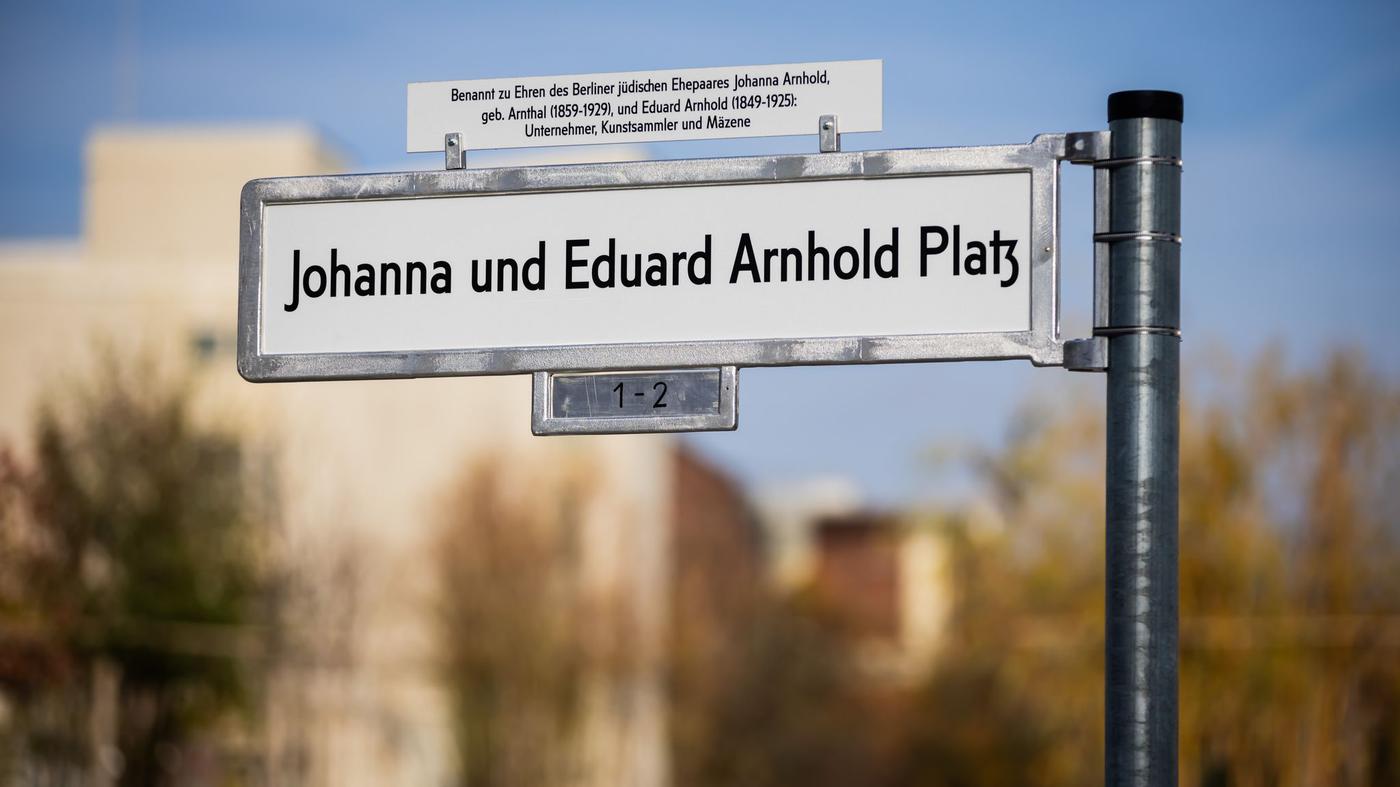 Benannt zu Ehren des Berliner jüdischen Ehepaares Johanna Arnhold,
geb. Arnthal (1859-1929), und Eduard Arnhold (1849-1925):
Unternehmer, Kunstsammler und Mäzene
Johanna und Eduard Arnhold Platz
1-2